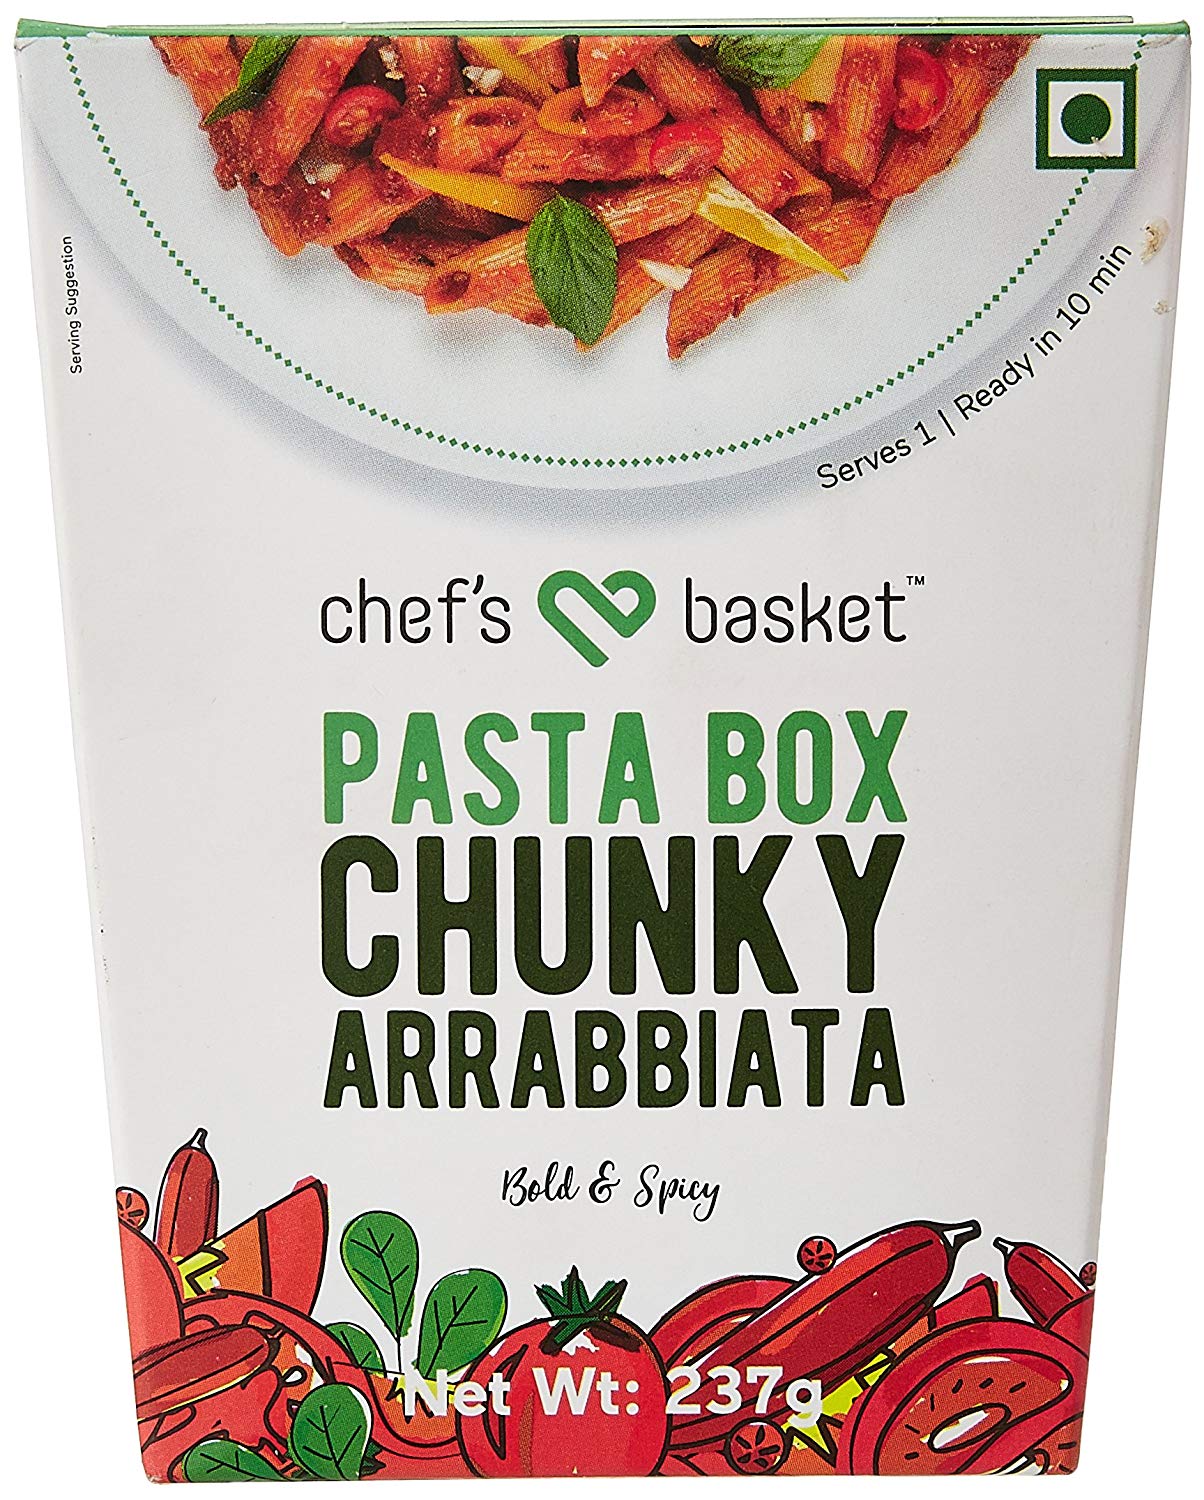 Serving Suggestion
Serves 1 | Ready in 10 min
chef's basket™
PASTA BOX
CHUNKY
ARRABBIATA
Bold & Spicy
Net Wt: 237g